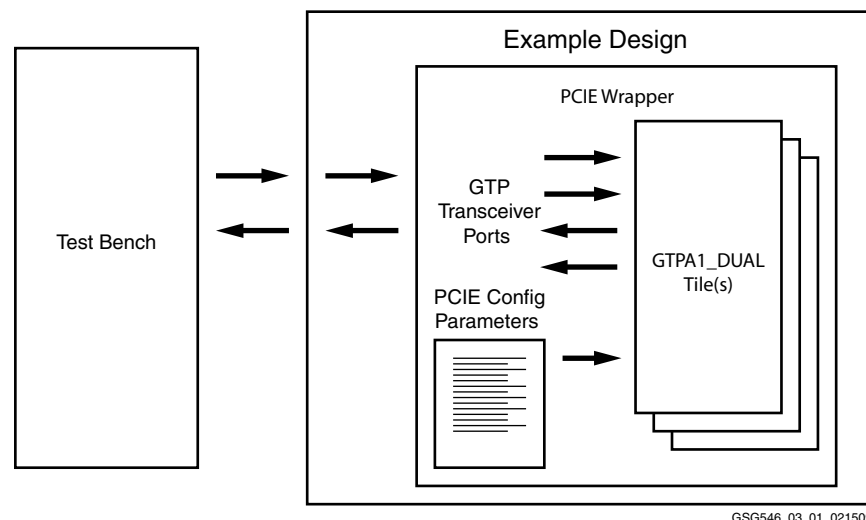 Example Design
PCIE Wrapper
Test Bench
GTP
Transceiver
Ports
GTPA1_DUAL
Tile(s)
PCIE Config
Parameters